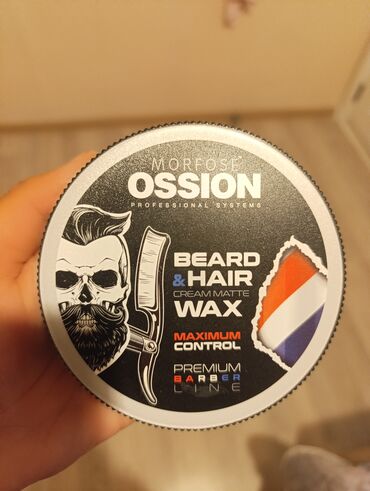 MORFOSE
OSSION
PROFESSIONAL SYSTEMS
BEARD
& HAIR
CREAM MATTE
WAX
MAXIMUM
CONTROL
PREMIUM
BARBER
LINE